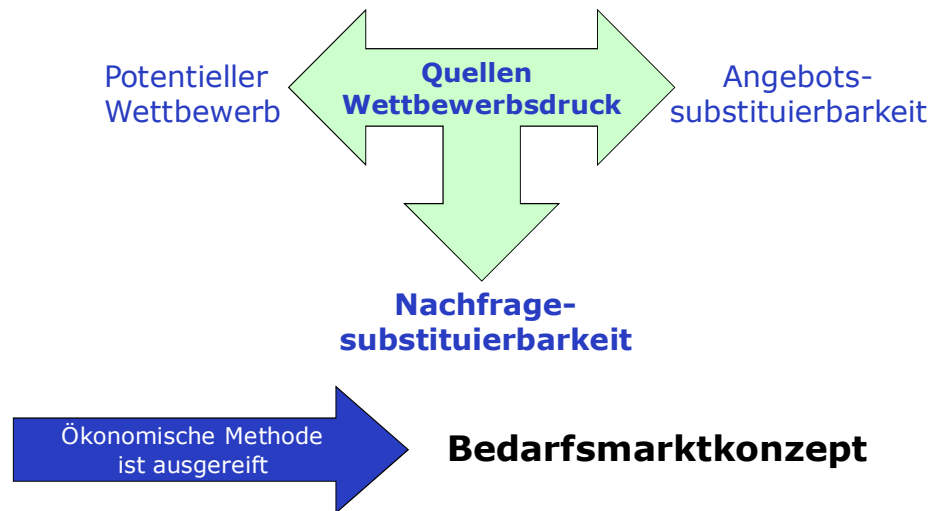 Quellen
Wettbewerbsdruck
Potentieller
Wettbewerb
Angebots-
substituierbarkeit
Nachfrage-
substituierbarkeit
Ökonomische Methode
ist ausgereift
Bedarfsmarktkonzept